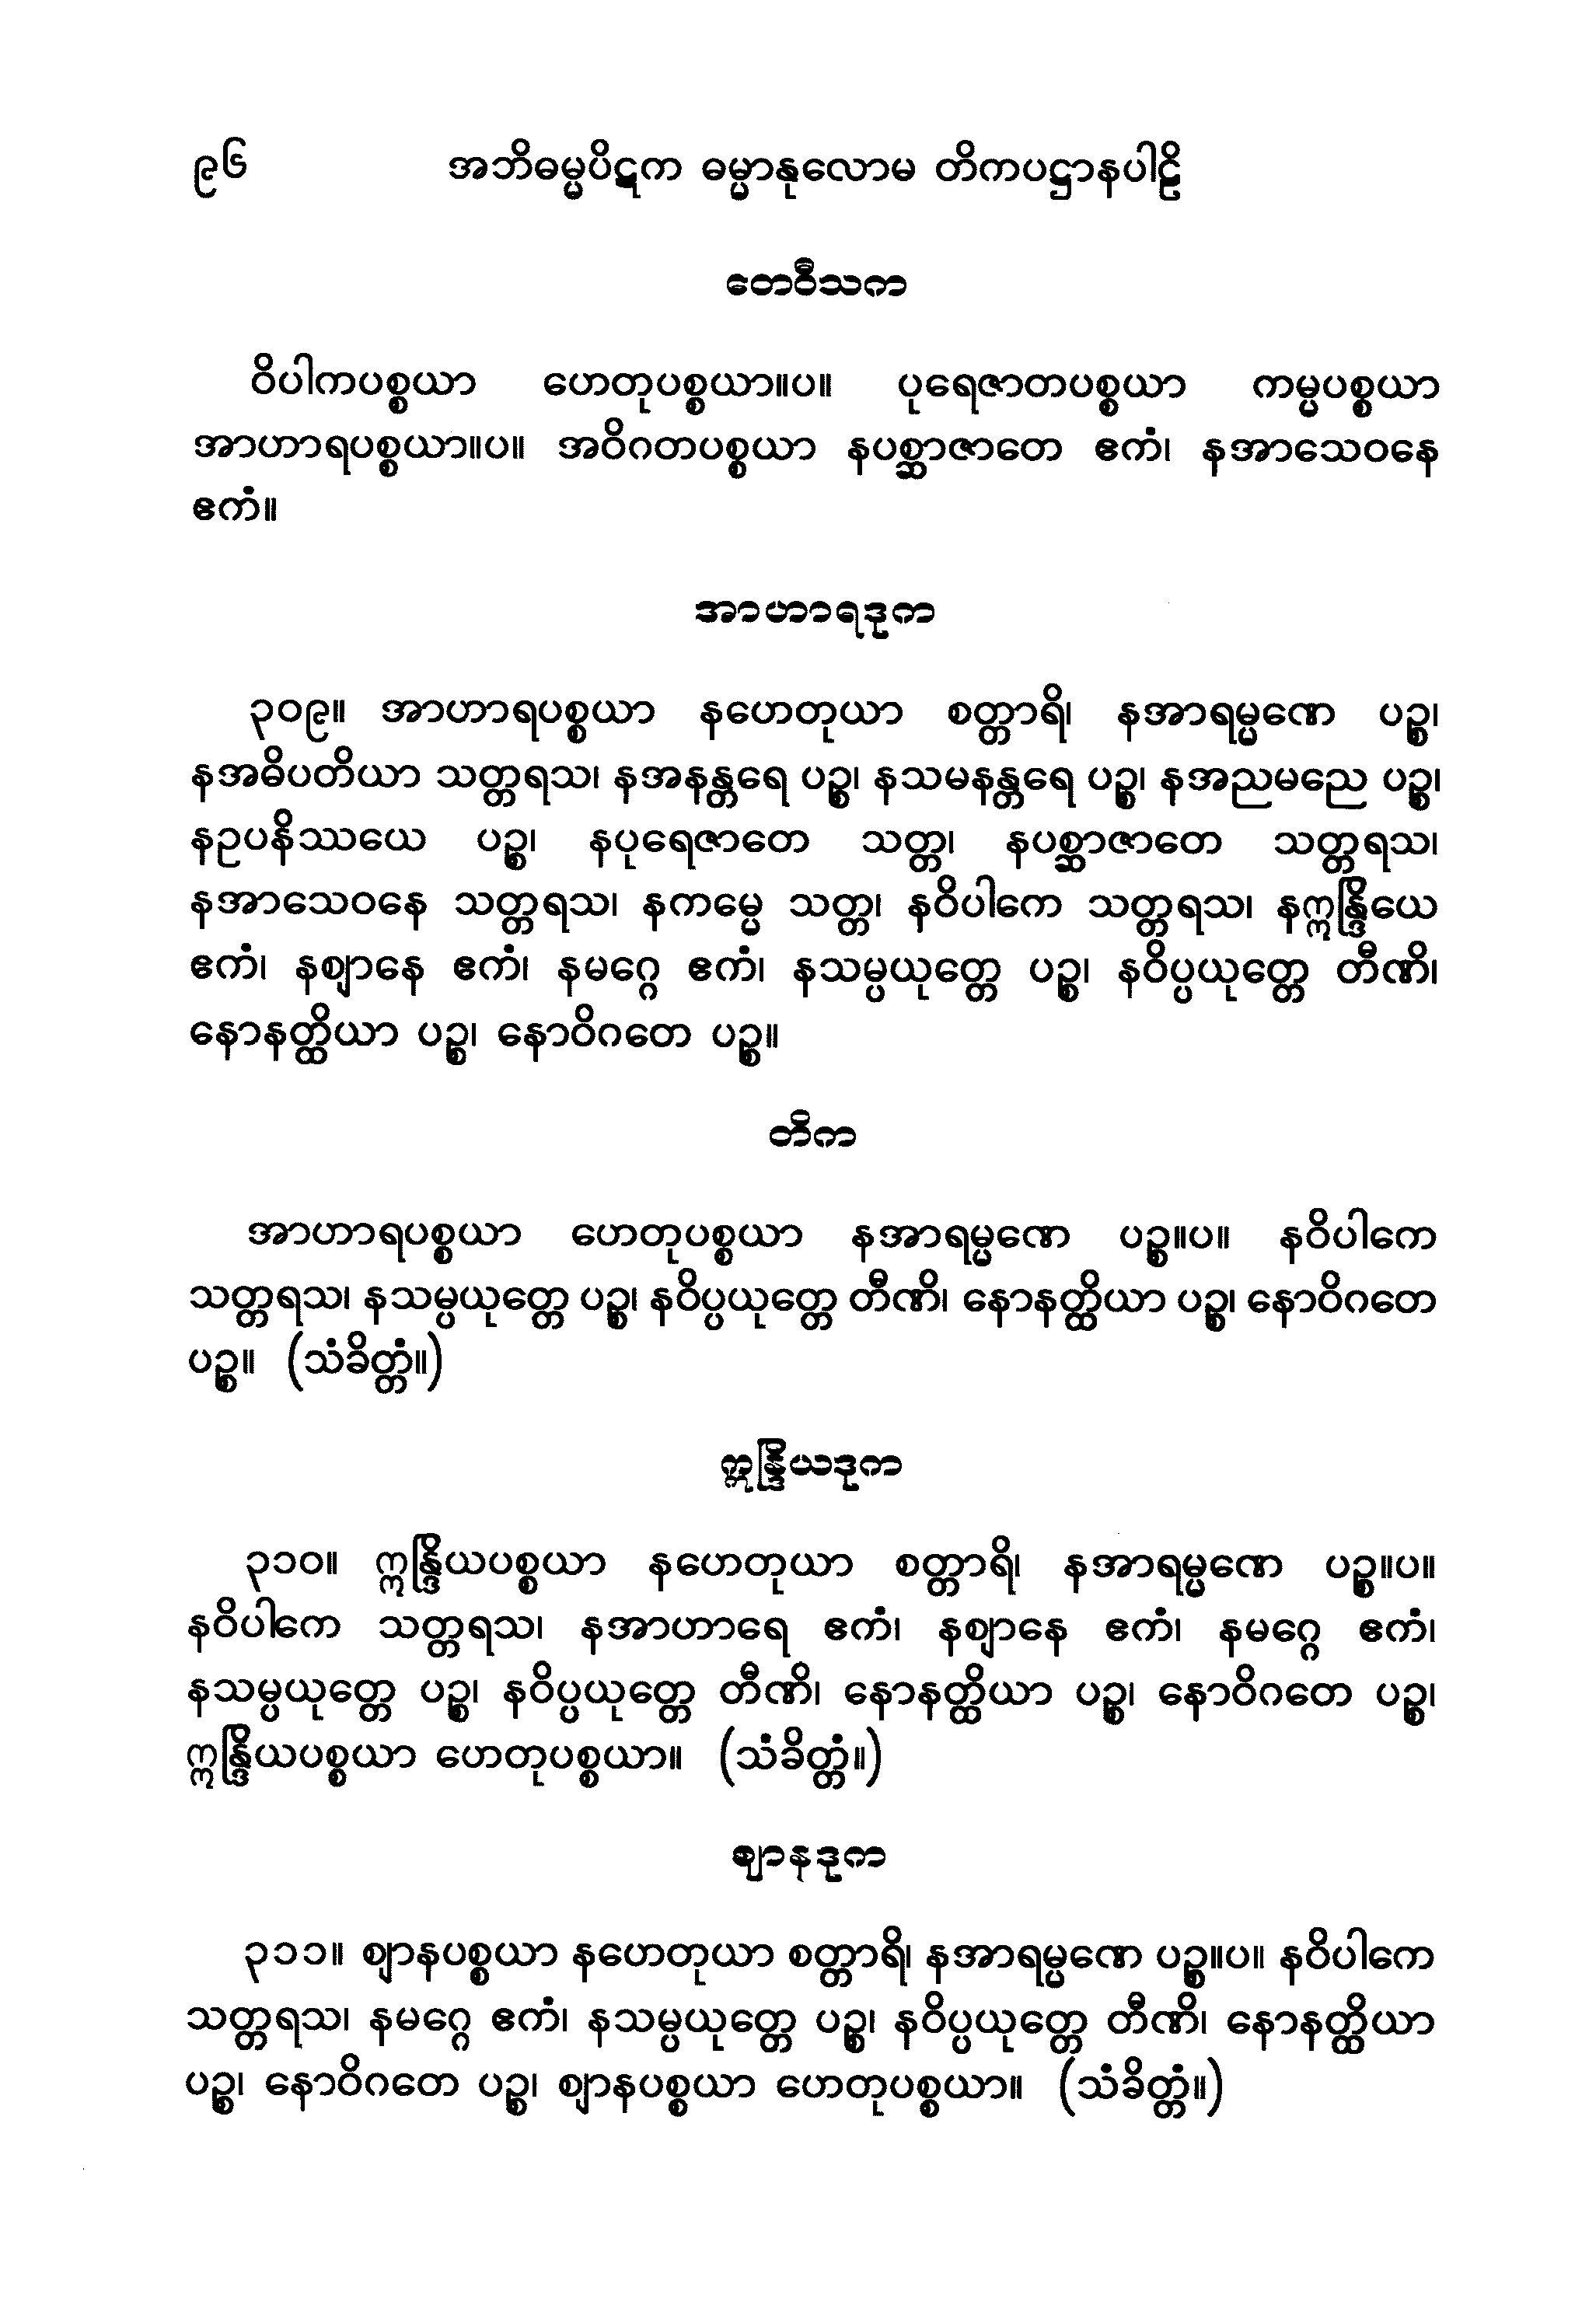 ၉၆ အဘိဓမ္မပိဋက ဓမ္မာနုလောမ တိကပဋ္ဌာနပါဠိ
တေဝီသက
ဝိပါကပစ္စယာ ဟေတုပစ္စယာ။ပ။ ပုရေဇာတပစ္စယာ ကမ္မပစ္စယာ
အာဟာရပစ္စယာ။ပ။ အဝိဂတပစ္စယာ နပစ္ဆာဇာတေ ဧကံ၊ နအာသေဝနေ
ဧကံ။
အာဟာရဒုက
၃၀၉။ အာဟာရပစ္စယာ နဟေတုယာ စတ္တာရိ၊ နအာရမ္မဏေ ပဉ္စ၊
နအဓိပတိယာ သတ္တရသ၊ နအနန္တရေ ပဉ္စ၊ နသမနန္တရေ ပဉ္စ၊ နအညမညေ ပဉ္စ၊
နဥပနိဿယေ ပဉ္စ၊ နပုရေဇာတေ သတ္တ၊ နပစ္ဆာဇာတေ သတ္တရသ၊
နအာသေဝနေ သတ္တရသ၊ နကမ္မေ သတ္တ၊ နဝိပါကေ သတ္တရသ၊ နဣန္ဒြိယေ
ဧကံ၊ နဈာနေ ဧကံ၊ နမဂ္ဂေ ဧကံ၊ နသမ္ပယုတ္တေ ပဉ္စ၊ နဝိပ္ပယုတ္တေ တီဏိ၊
နောနတ္ထိယာ ပဉ္စ၊ နောဝိဂတေ ပဉ္စ။
တိက
အာဟာရပစ္စယာ ဟေတုပစ္စယာ နအာရမ္မဏေ ပဉ္စ။ပ။ နဝိပါကေ
သတ္တရသ၊ နသမ္ပယုတ္တေ ပဉ္စ၊ နဝိပ္ပယုတ္တေ တီဏိ၊ နောနတ္ထိယာ ပဉ္စ၊ နောဝိဂတေ
ပဉ္စ။ (သံခိတ္တံ။)
ဣန္ဒြိယဒုက
၃၁၀။ ဣန္ဒြိယပစ္စယာ နဟေတုယာ စတ္တာရိ၊ နအာရမ္မဏေ ပဉ္စ။ပ။
နဝိပါကေ သတ္တရသ၊ နအာဟာရေ ဧကံ၊ နဈာနေ ဧကံ၊ နမဂ္ဂေ ဧကံ၊
နသမ္ပယုတ္တေ ပဉ္စ၊ နဝိပ္ပယုတ္တေ တီဏိ၊ နောနတ္ထိယာ ပဉ္စ၊ နောဝိဂတေ ပဉ္စ၊
ဣန္ဒြိယပစ္စယာ ဟေတုပစ္စယာ။ (သံခိတ္တံ။)
ဈာနဒုက
၃၁၁။ ဈာနပစ္စယာ နဟေတုယာ စတ္တာရိ၊ နအာရမ္မဏေ ပဉ္စ။ပ။ နဝိပါကေ
သတ္တရသ၊ နမဂ္ဂေ ဧကံ၊ နသမ္ပယုတ္တေ ပဉ္စ၊ နဝိပ္ပယုတ္တေ တီဏိ၊ နောနတ္ထိယာ
ပဉ္စ၊ နောဝိဂတေ ပဉ္စ၊ ဈာနပစ္စယာ ဟေတုပစ္စယာ။ (သံခိတ္တံ။)